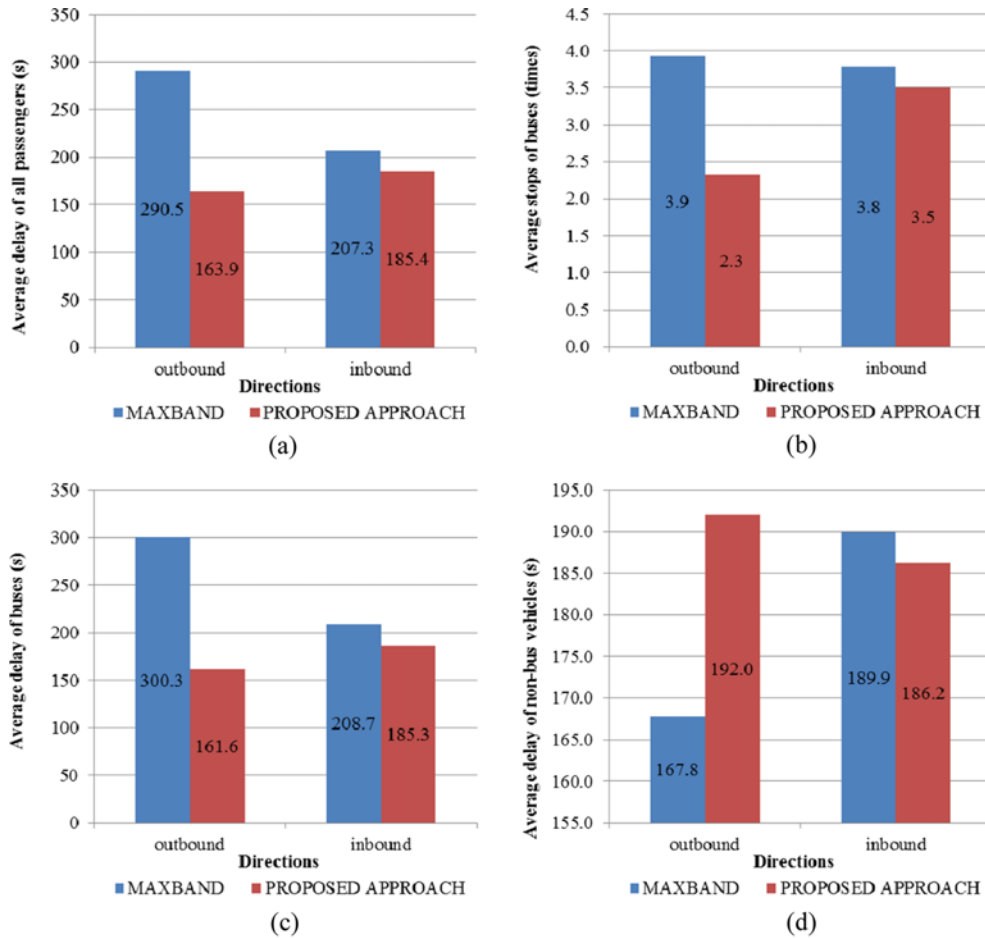 Average delay of all passengers (s)
350
300
250
200
150
100
50
0
290.5
163.9
207.3
185.4
outbound
inbound
Directions
MAXBAND PROPOSED APPROACH
(a)
Average stops of buses (times)
4.5
4.0
3.5
3.0
2.5
2.0
1.5
1.0
0.5
0.0
3.9
2.3
3.8
3.5
outbound
inbound
Directions
MAXBAND PROPOSED APPROACH
(b)
Average delay of buses (s)
350
300
250
200
150
100
50
0
300.3
161.6
208.7
185.3
outbound
inbound
Directions
MAXBAND PROPOSED APPROACH
(c)
Average delay of non-bus vehicles (s)
195.0
190.0
185.0
180.0
175.0
170.0
165.0
160.0
155.0
167.8
192.0
189.9
186.2
outbound
inbound
Directions
MAXBAND PROPOSED APPROACH
(d)